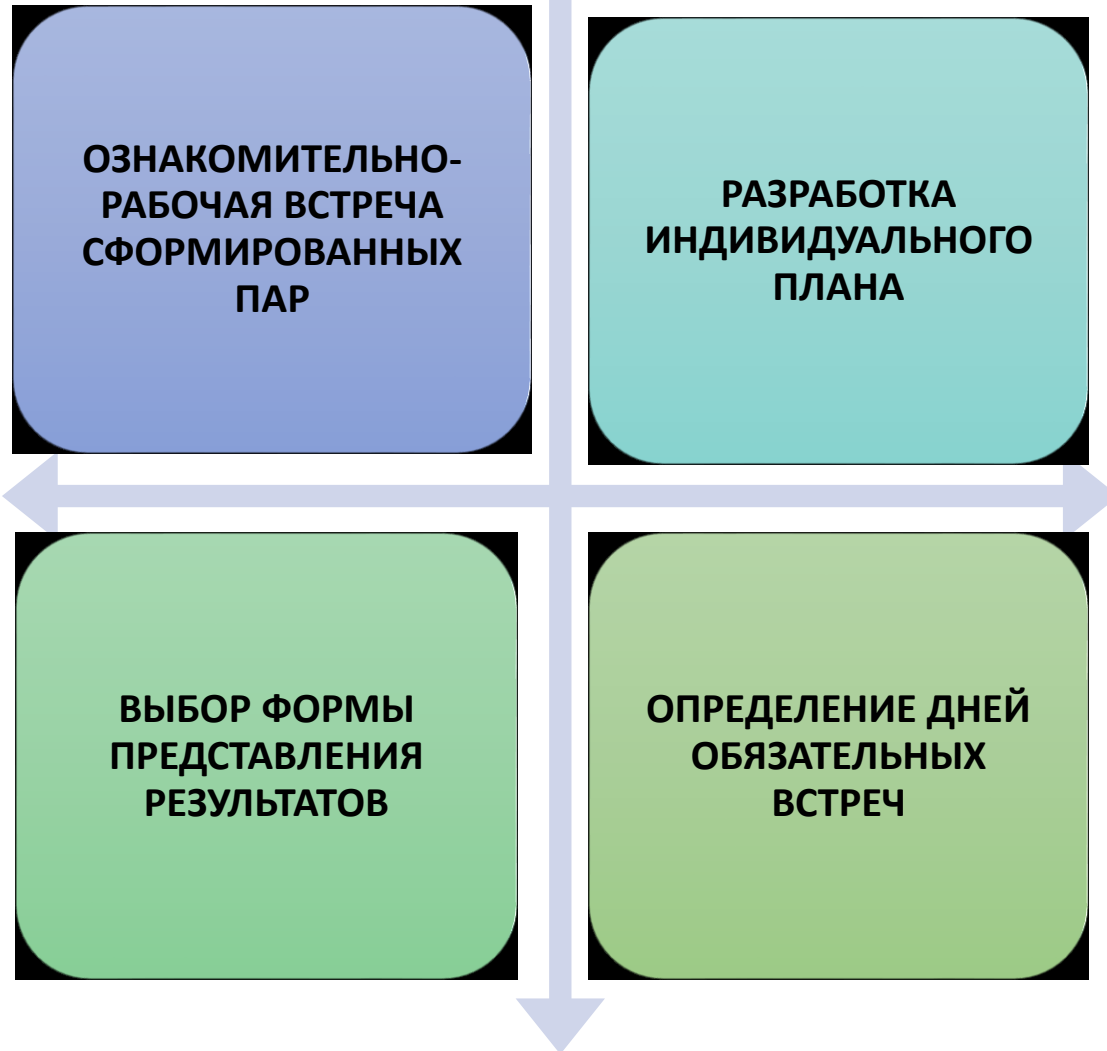 ОЗНАКОМИТЕЛЬНО-
РАБОЧАЯ ВСТРЕЧА
СФОРМИРОВАННЫХ
ПАР
РАЗРАБОТКА
ИНДИВИДУАЛЬНОГО
ПЛАНА
ВЫБОР ФОРМЫ
ПРЕДСТАВЛЕНИЯ
РЕЗУЛЬТАТОВ
ОПРЕДЕЛЕНИЕ ДНЕЙ
ОБЯЗАТЕЛЬНЫХ
ВСТРЕЧ